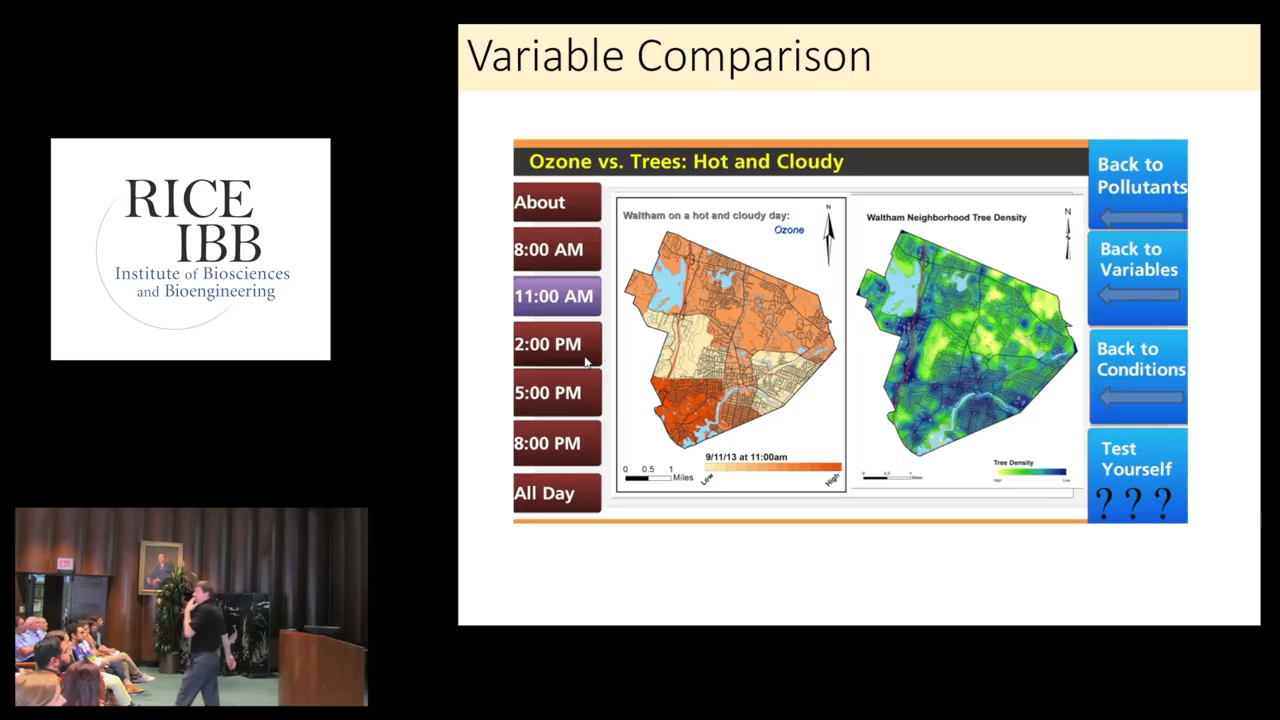 Variable Comparison
RICE
IBB
Institute of Biosciences
and Bioengineering
Ozone vs. Trees: Hot and Cloudy
About
8:00 AM
11:00 AM
2:00 PM
5:00 PM
8:00 PM
All Day
Waltham on a hot and cloudy day:
Ozone
N
9/11/13 at 11:00am
0 0.5 1
Miles
Low
High
Waltham Neighborhood Tree Density
N
Tree Density
Back to
Pollutants
Back to
Variables
Back to
Conditions
Test
Yourself
? ? ?